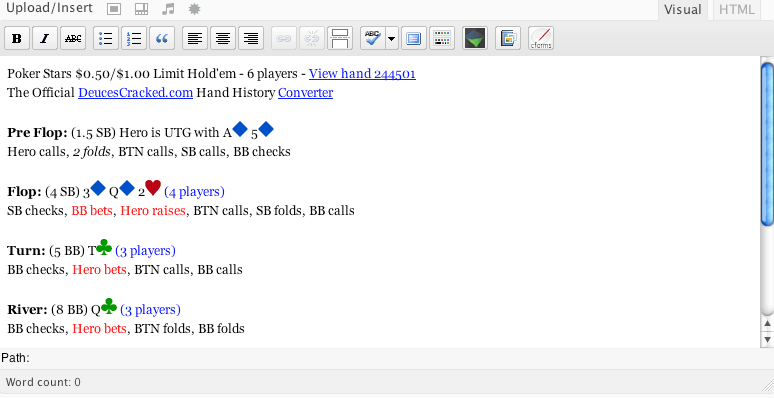 Upload/Insert
Visual
HTML
B I ABC
ABC
cforms
Poker Stars $0.50/$1.00 Limit Hold'em - 6 players - View hand 244501
The Official DeucesCracked.com Hand History Converter
Pre Flop: (1.5 SB) Hero is UTG with A♦ 5♦
Hero calls, 2 folds, BTN calls, SB calls, BB checks
Flop: (4 SB) 3♦ Q♦ 2♥ (4 players)
SB checks, BB bets, Hero raises, BTN calls, SB folds, BB calls
Turn: (5 BB) T♣ (3 players)
BB checks, Hero bets, BTN calls, BB calls
River: (8 BB) Q♣ (3 players)
BB checks, Hero bets, BTN folds, BB folds
Path:
Word count: 0